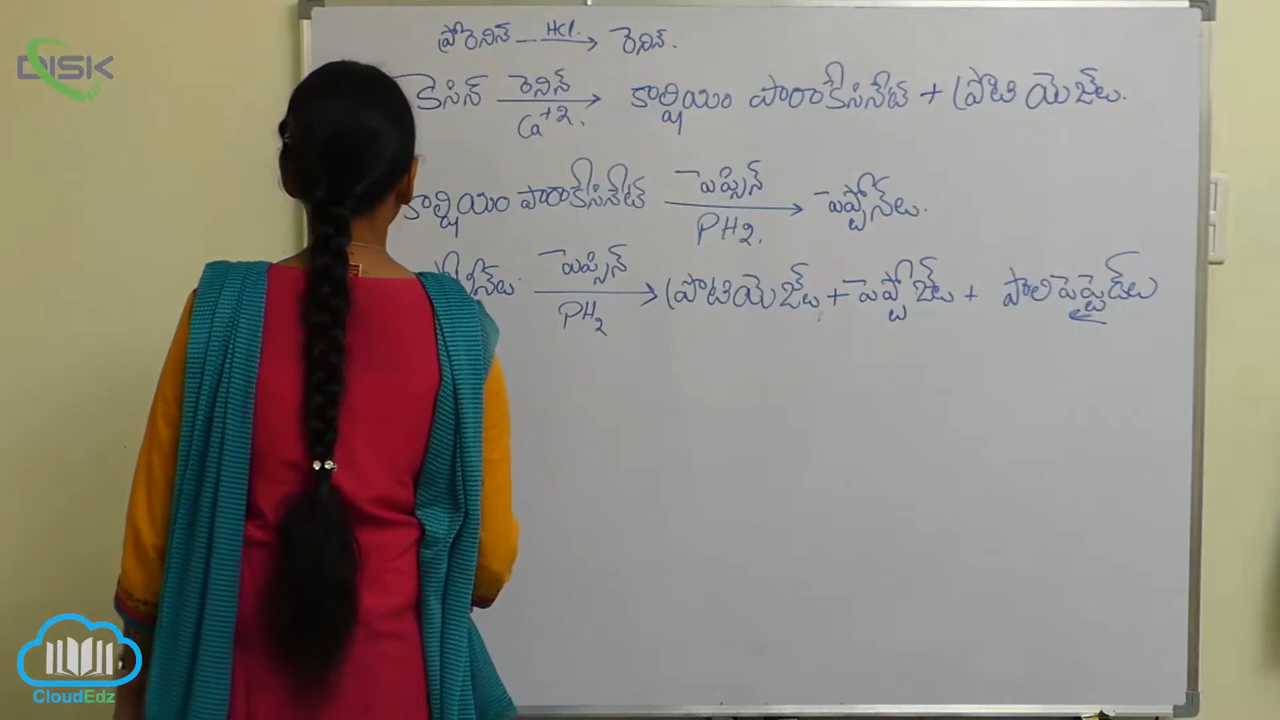 DISK
ప్రోరెనిన్ HCl. → రెనిన్.
కెసిన్ రెనిన్ Ca+2. → కాల్షియం పారాకేసినేట్ + ప్రోటియెజ్‌లు.
కాల్షియం పారాకేసినేట్ పెప్సిన్ PH2. → పెప్టోన్‌లు.
పెప్సిన్ PH2 → ప్రొటియెజ్‌లు + పెప్టోజ్‌లు + పాలిపెప్టైడ్‌లు
CloudEdz